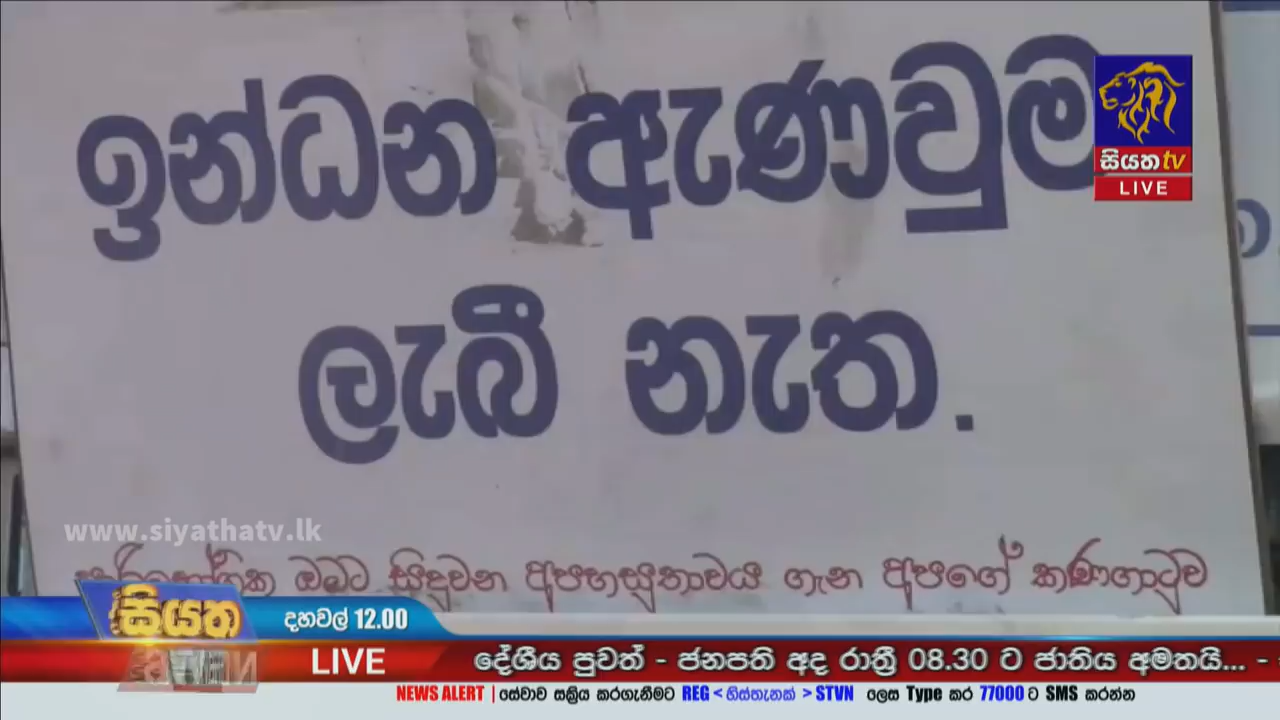 ඉන්ධන ඇණවුම
සියත tv
LIVE
ලැබී නැත.
www.siyathatv.lk
පාරිභෝගික ඔබට සිදුවන අපහසුතාවය ගැන අපගේ කණගාටුව
සියත
දහවල් 12.00
LIVE
දේශීය පුවත් - ජනපති අද රාත්‍රී 08.30 ට ජාතිය අමතයි... -
NEWS ALERT | සේවාව සක්‍රිය කරගැනීමට REG < හිස්තැනක් > STVN ලෙස Type කර 77000 ට SMS කරන්න